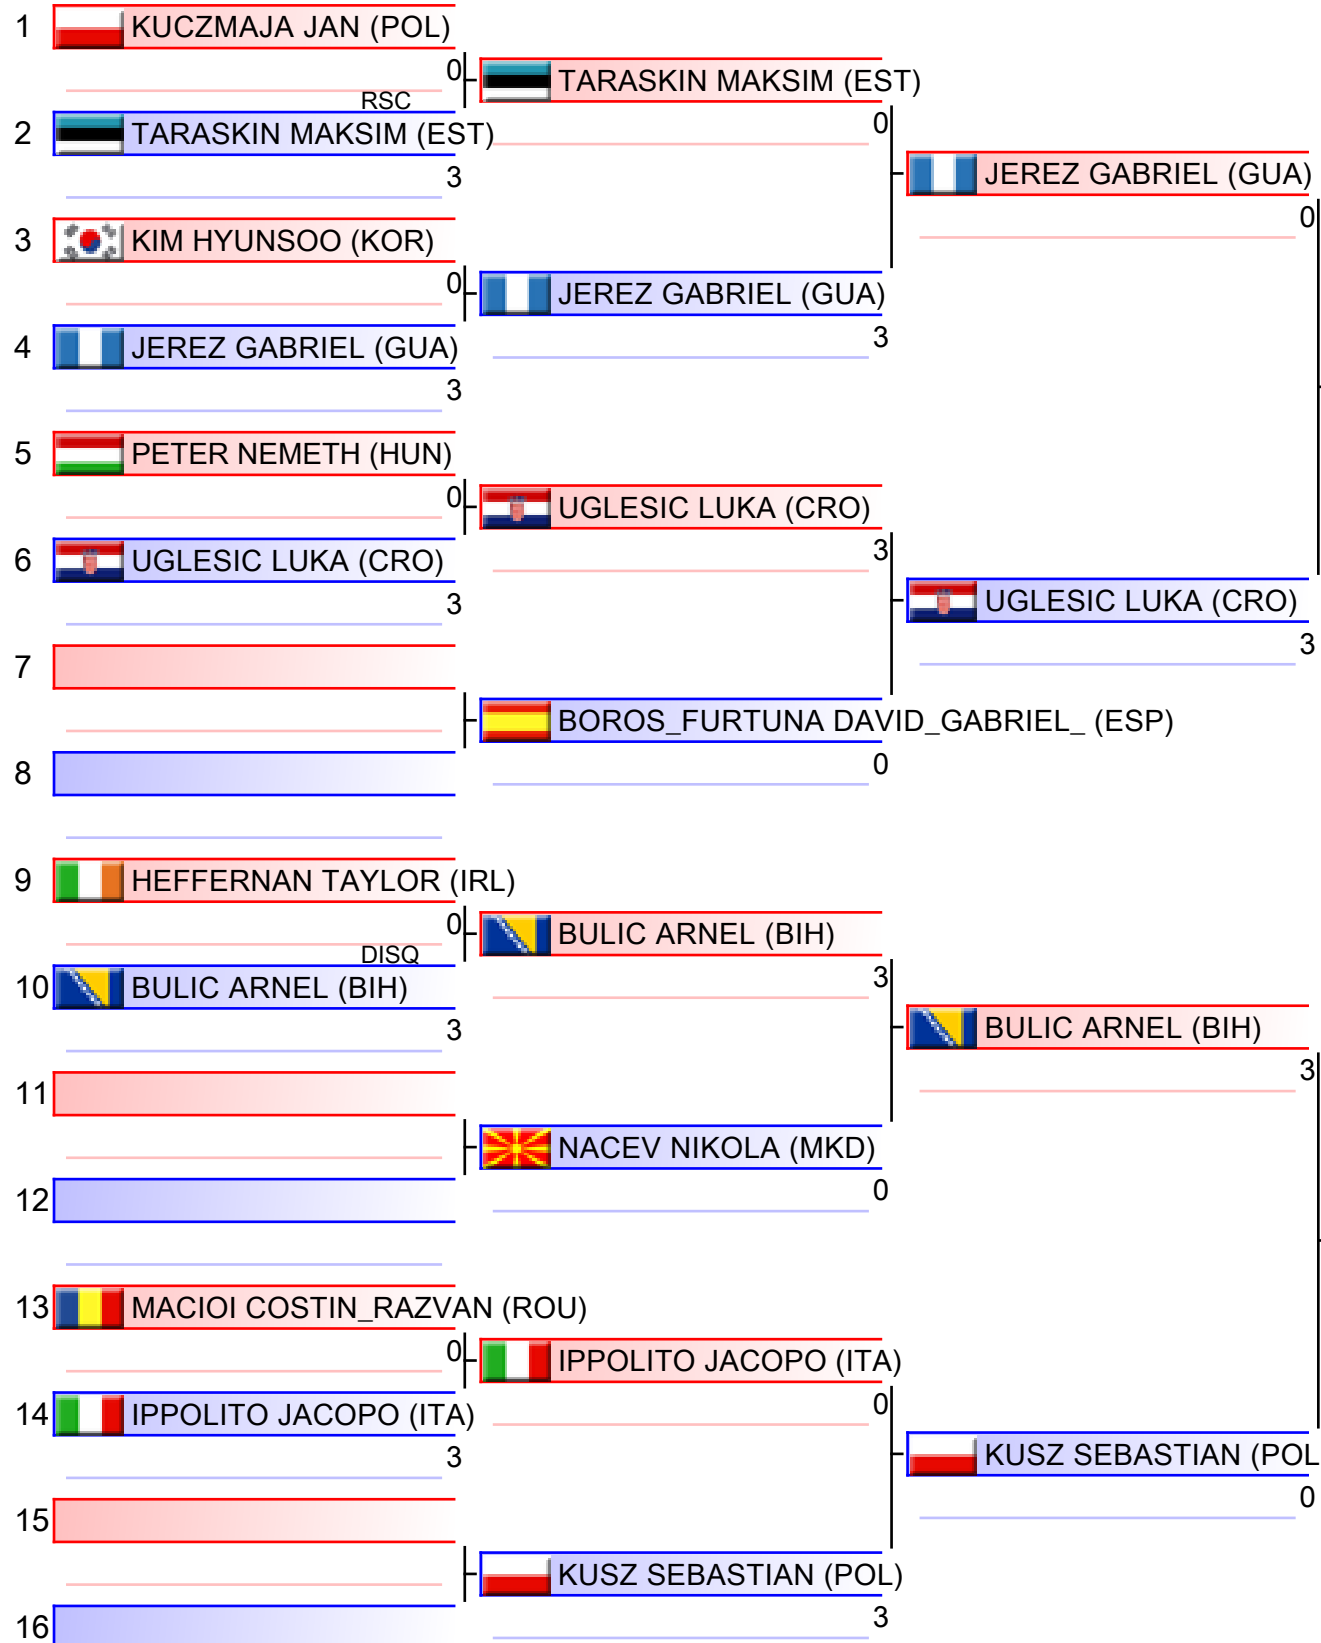 1 KUCZMAJA JAN (POL)
0 TARASKIN MAKSIM (EST)
RSC
0
2 TARASKIN MAKSIM (EST)
3
JEREZ GABRIEL (GUA)
0
3 KIM HYUNSOO (KOR)
0 JEREZ GABRIEL (GUA)
3
4 JEREZ GABRIEL (GUA)
3
5 PETER NEMETH (HUN)
0 UGLESIC LUKA (CRO)
3
6 UGLESIC LUKA (CRO)
3
UGLESIC LUKA (CRO)
3
7
BOROS_FURTUNA DAVID_GABRIEL_ (ESP)
0
8
9 HEFFERNAN TAYLOR (IRL)
0 BULIC ARNEL (BIH)
DISQ
3
10 BULIC ARNEL (BIH)
3
BULIC ARNEL (BIH)
3
11
NACEV NIKOLA (MKD)
0
12
13 MACIOI COSTIN_RAZVAN (ROU)
0 IPPOLITO JACOPO (ITA)
0
14 IPPOLITO JACOPO (ITA)
3
KUSZ SEBASTIAN (POL
0
15
KUSZ SEBASTIAN (POL)
3
16